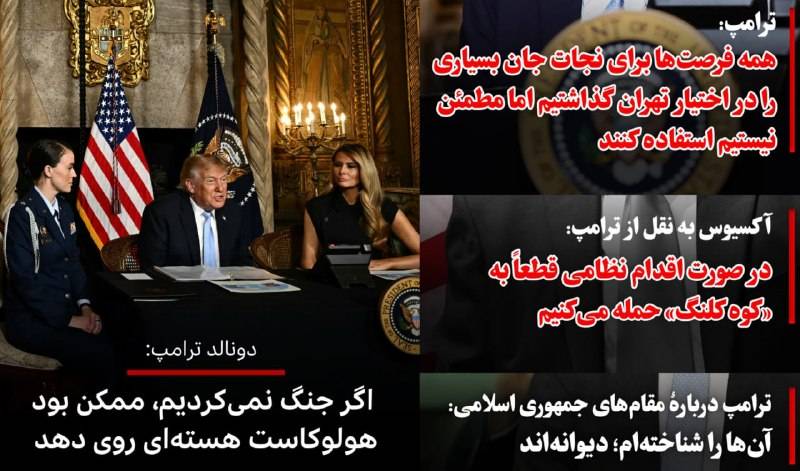 ترامپ:
همه فرصت‌ها برای نجات جان بسیاری
را در اختیار تهران گذاشتیم اما مطمئن
نیستیم استفاده کنند
آکسیوس به نقل از ترامپ:
در صورت اقدام نظامی قطعاً به
«کوه کلنگ» حمله می‌کنیم
ترامپ دربارهٔ مقام‌های جمهوری اسلامی:
آن‌ها را شناخته‌ام؛ دیوانه‌اند
دونالد ترامپ:
اگر جنگ نمی‌کردیم، ممکن بود
هولوکاست هسته‌ای روی دهد